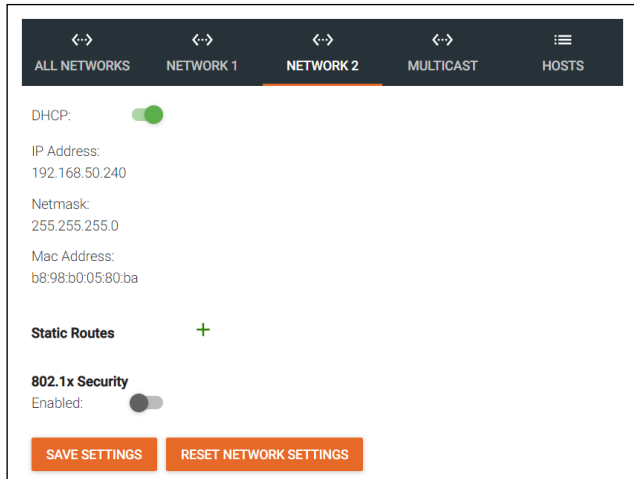 ALL NETWORKS NETWORK 1 NETWORK 2 MULTICAST HOSTS
DHCP:
IP Address:
192.168.50.240
Netmask:
255.255.255.0
Mac Address:
b8:98:b0:05:80:ba
Static Routes
802.1x Security
Enabled:
SAVE SETTINGS RESET NETWORK SETTINGS